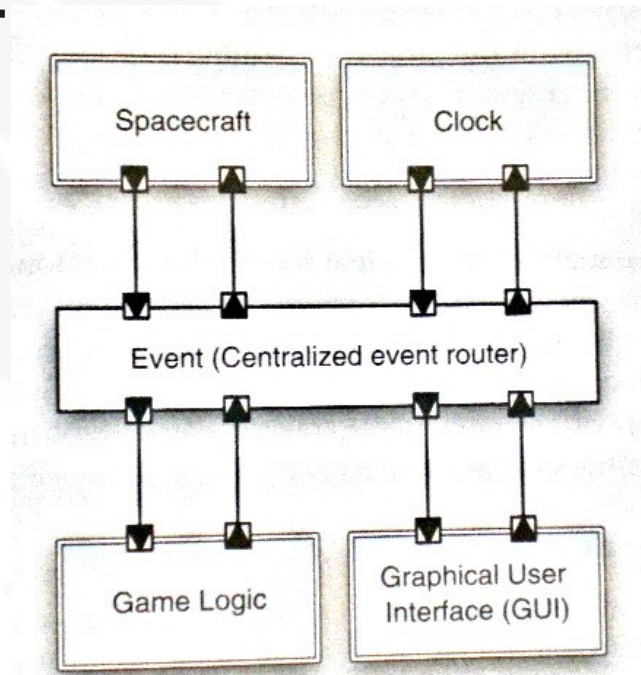 Spacecraft
Clock
Event (Centralized event router)
Game Logic
Graphical User
Interface (GUI)